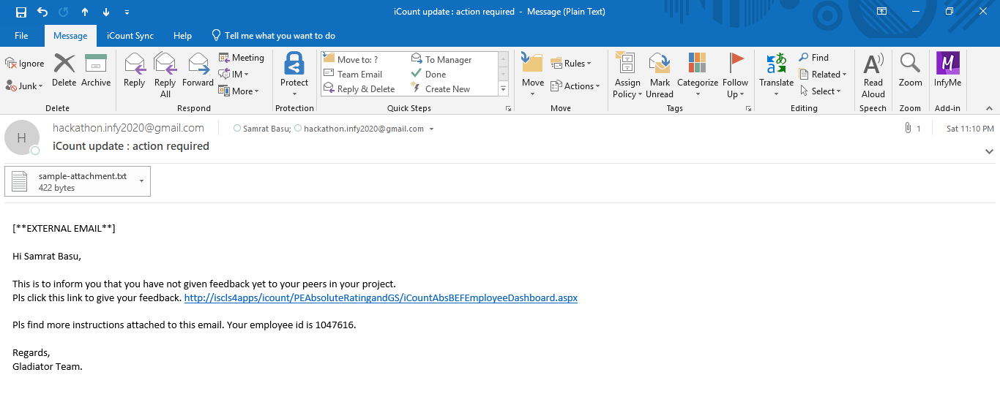 iCount update : action required - Message (Plain Text)
File Message iCount Sync Help Tell me what you want to do
Ignore
Junk
Delete
Archive
Delete
Reply
Reply All
Forward
Meeting
IM
More
Respond
Protect
Protection
Move to: ?
Team Email
Reply & Delete
To Manager
Done
Create New
Quick Steps
Move
Rules
Actions
Move
Assign Policy
Mark Unread
Categorize
Follow Up
Tags
Translate
Find
Related
Select
Editing
Read Aloud
Speech
Zoom
Zoom
InfyMe
Add-in
H
hackathon.infy2020@gmail.com
Samrat Basu; hackathon.infy2020@gmail.com
1
Sat 11:10 PM
iCount update : action required
sample-attachment.txt
422 bytes
[**EXTERNAL EMAIL**]
Hi Samrat Basu,
This is to inform you that you have not given feedback yet to your peers in your project.
Pls click this link to give your feedback. http://iscls4apps/icount/PEAbsoluteRatingandGS/iCountAbsBEFEmployeeDashboard.aspx
Pls find more instructions attached to this email. Your employee id is 1047616.
Regards,
Gladiator Team.